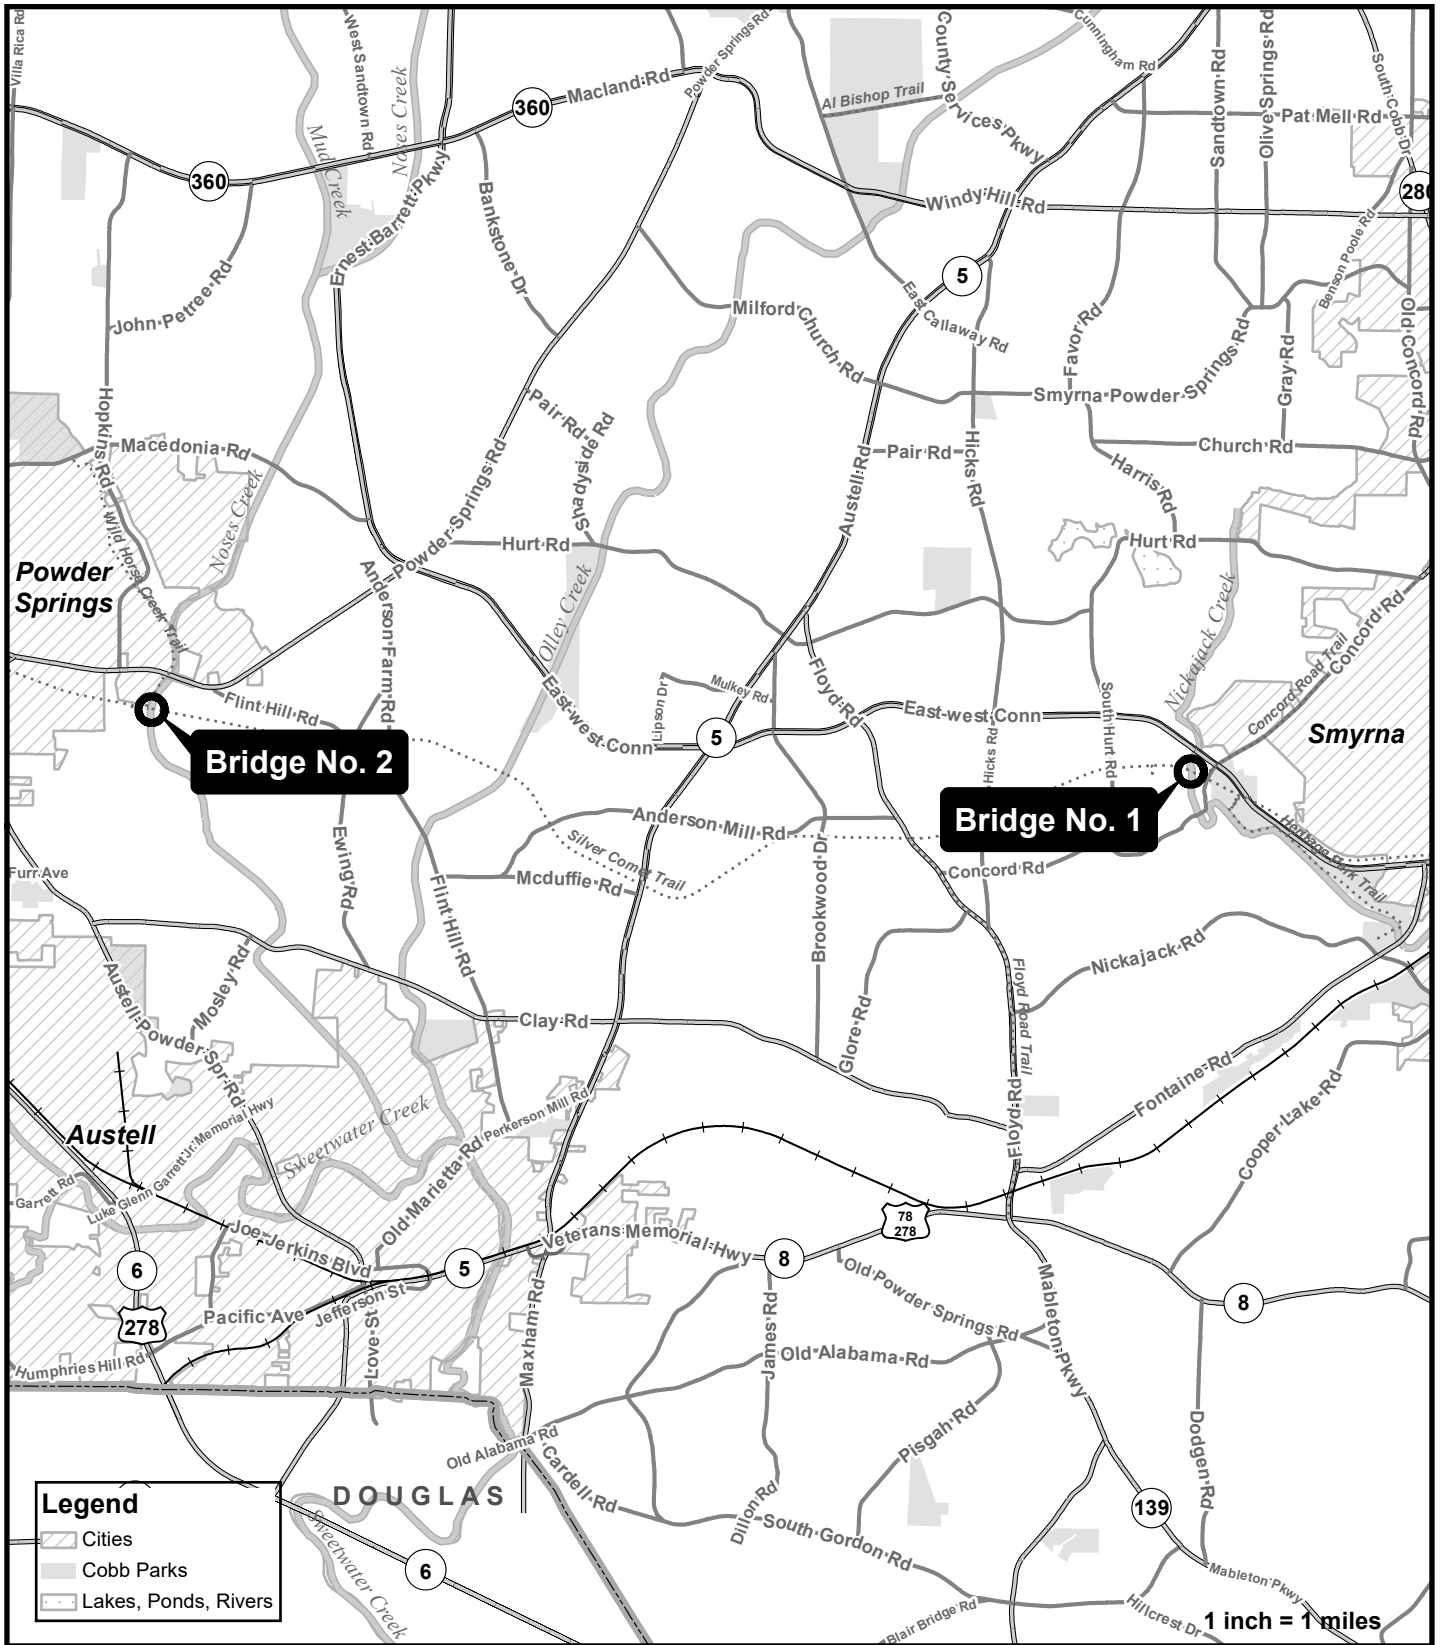 Villa Rica Rd
West Sandtown Rd
Noses Creek
Mud Creek
360
Macland Rd
Powder Springs Rd
County Services Pkwy
Al Bishop Trail
Cunningham Rd
Sandtown Rd
Olive Springs Rd
South Cobb Dr
Pat Mell Rd
360
280
Ernest Barrett Pkwy
Bankstone Dr
Windy Hill Rd
Benson Poole Rd
John Petree Rd
5
Milford Church Rd
East Callaway Rd
Favor Rd
Smyrna Powder Springs Rd
Gray Rd
Old Concord Rd
Hopkins Rd
Macedonia Rd
Pair Rd
Shadyside Rd
Powder Springs Rd
Austell Rd
Pair Rd
Hicks Rd
Church Rd
Harris Rd
Noses Creek
Wild Horse Creek Trail
Hurt Rd
Hurt Rd
Powder
Springs
Anderson Farm Rd
Olley Creek
Nickajack Creek
Concord Rd
Concord Road Trail
Flint Hill Rd
East-west Conn
Lipson Dr
Mulkey Rd
Floyd Rd
East-west Conn
South Hurt Rd
Hicks Rd
5
Smyrna
Bridge No. 2
Bridge No. 1
Anderson Mill Rd
Silver Comet Trail
Heritage Park Trail
Ewing Rd
Furr Ave
Mcduffie Rd
Brookwood Dr
Concord Rd
Flint Hill Rd
Mosley Rd
Nickajack Rd
Austell Powder Spr Rd
Clay Rd
Glore Rd
Floyd Road Trail
Fontaine Rd
Floyd Rd
Cooper Lake Rd
Austell
Luke Glenn Garrett Jr. Memorial Hwy
Sweetwater Creek
Perkerson Mill Rd
Old Marietta Rd
Garrett Rd
Joe Jerkins Blvd
Veterans Memorial Hwy
78
278
6
5
8
8
278
Pacific Ave
Jefferson St
Love St
Maxham Rd
James Rd
Old Powder Springs Rd
Mableton Pkwy
Humphries Hill Rd
Old Alabama Rd
Old Alabama Rd
Pisgah Rd
Dodgen Rd
DOUGLAS
Cardell Rd
Dillon Rd
South Gordon Rd
139
Sweetwater Creek
6
Mableton Pkwy
Blair Bridge Rd
Hillcrest Dr
1 inch = 1 miles
Legend
Cities
Cobb Parks
Lakes, Ponds, Rivers